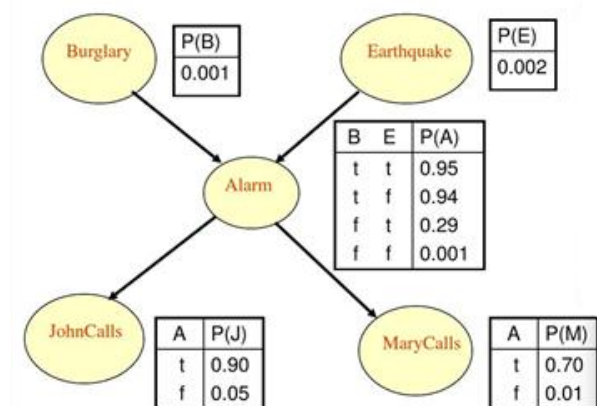 Burglary
P(B)
0.001
Earthquake
P(E)
0.002
B E P(A)
t t 0.95
t f 0.94
f t 0.29
f f 0.001
Alarm
JohnCalls
A P(J)
t 0.90
f 0.05
MaryCalls
A P(M)
t 0.70
f 0.01